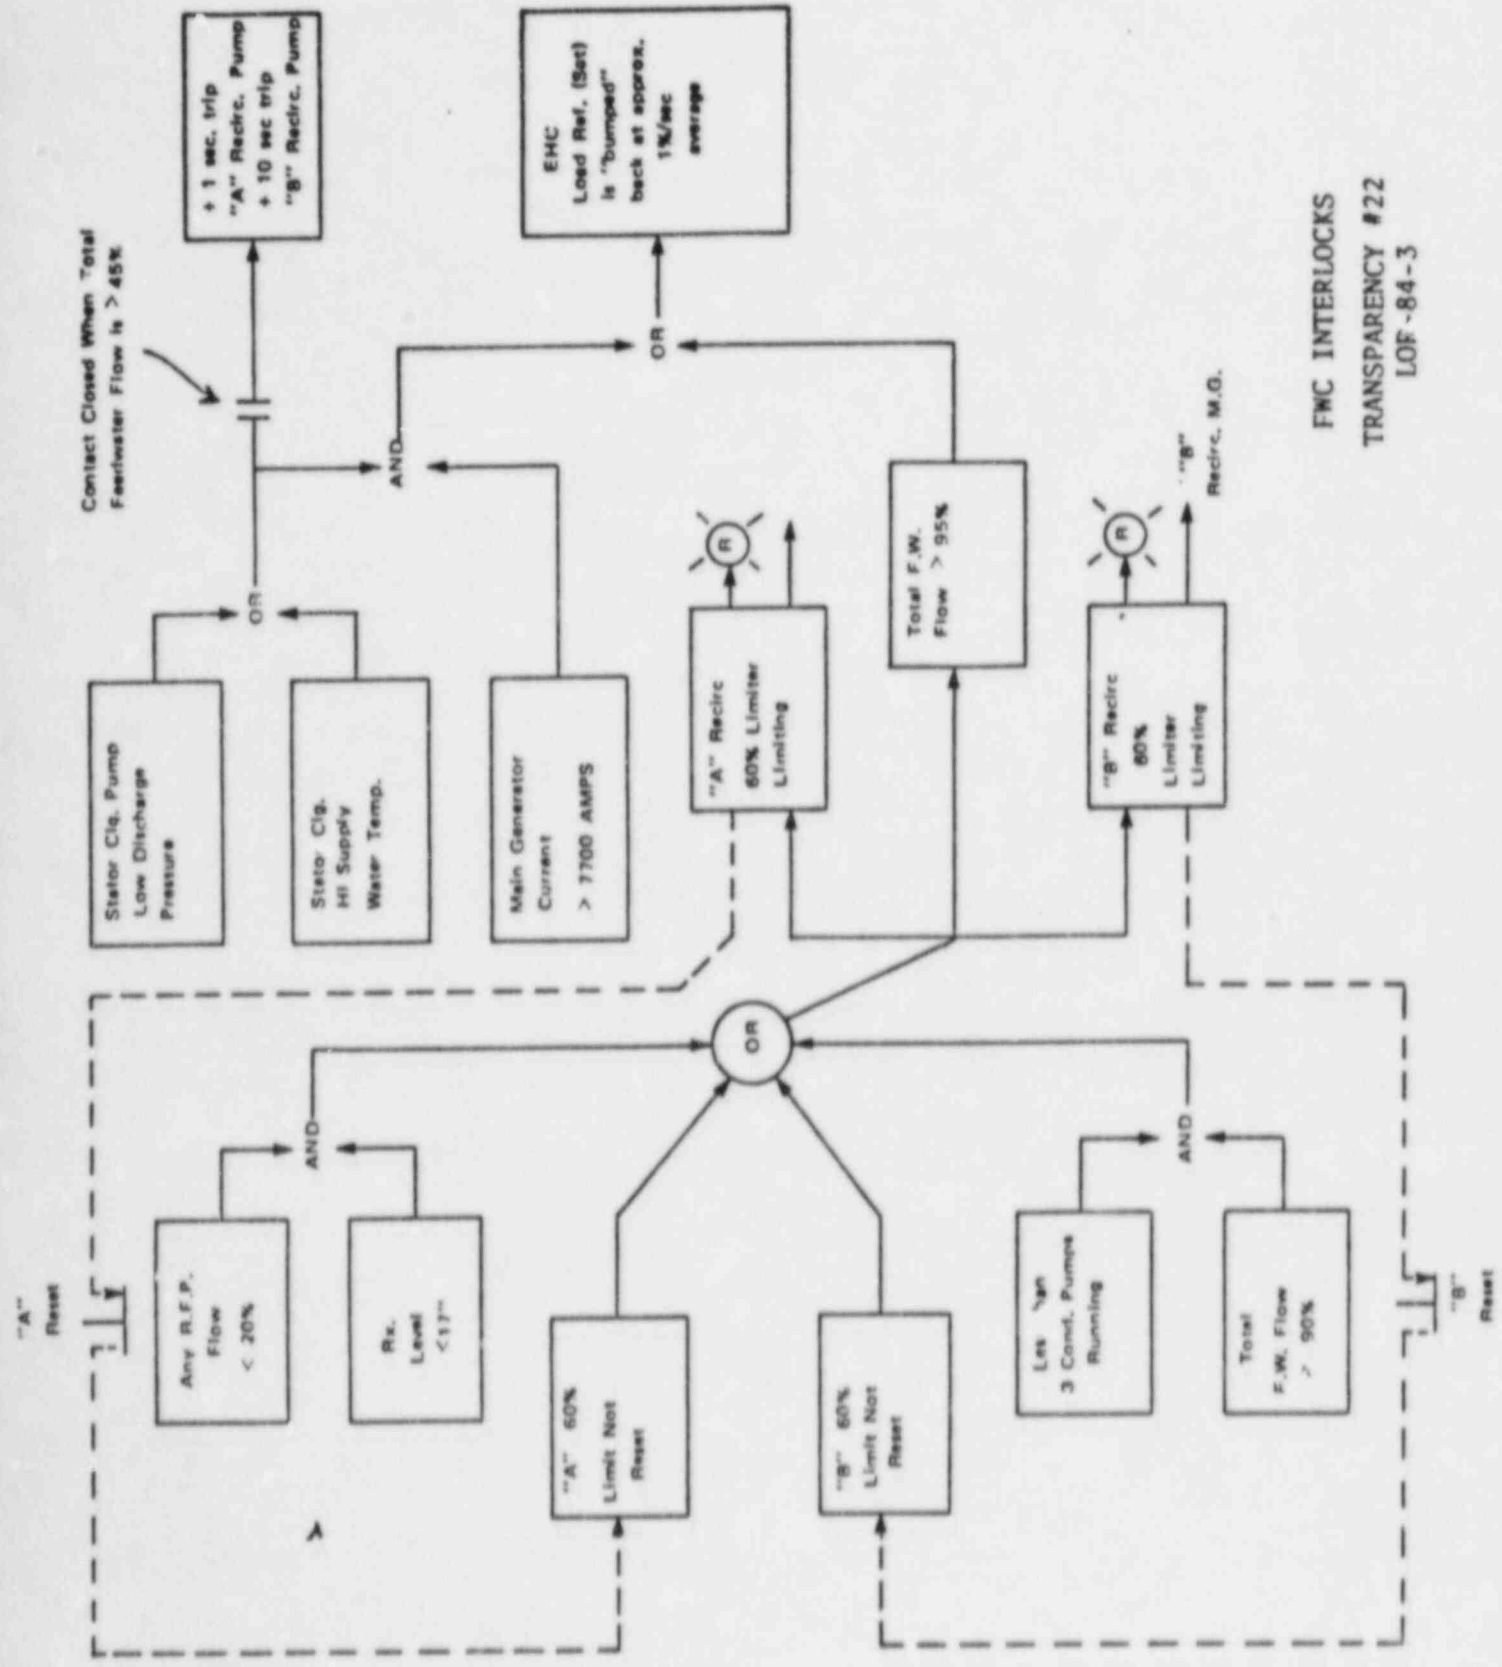 "A"
Reset
Any R.F.P.
Flow
< 20%
AND
Rx.
Level
<17"
"A" 60%
Limit Not
Reset
"B" 60%
Limit Not
Reset
3 Cond. Pumps
Running
AND
Total
F.W. Flow
90%
"B"
Reset
OR
Stator Clg. Pump
Low Discharge
Pressure
OR
Stator Clg.
HI Supply
Water Temp.
Main Generator
Current
> 7700 AMPS
AND
"A" Recirc
60% Limiter
Limiting
R
Total F.W.
Flow > 95%
"B" Recirc
60%
Limiter
Limiting
R
"B"
Recirc. M.G.
Contact Closed When Total
Feedwater Flow is > 45%
+ 1 sec. trip
"A" Recirc. Pump
+ 10 sec trip
"B" Recirc. Pump
OR
EHC
Load Ref. (Set)
is "bumped"
back at approx.
1%/sec
average
FWC INTERLOCKS
TRANSPARENCY #22
LOF-84-3